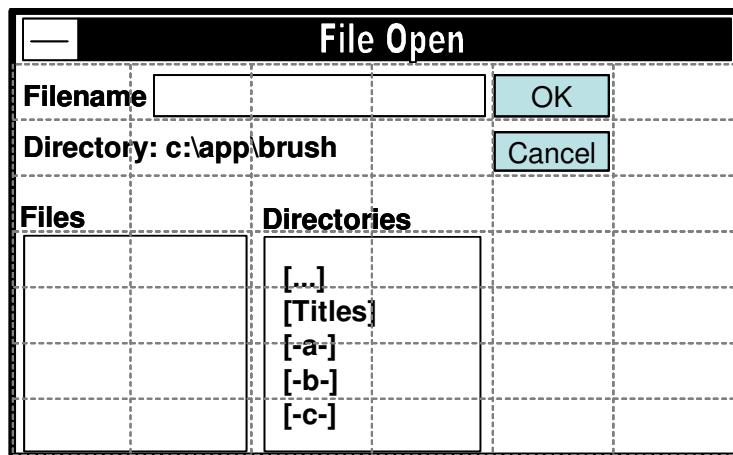 File Open
Filename OK
Directory: c:\app\brush Cancel
Files Directories
[...]
[Titles]
[-a-]
[-b-]
[-c-]